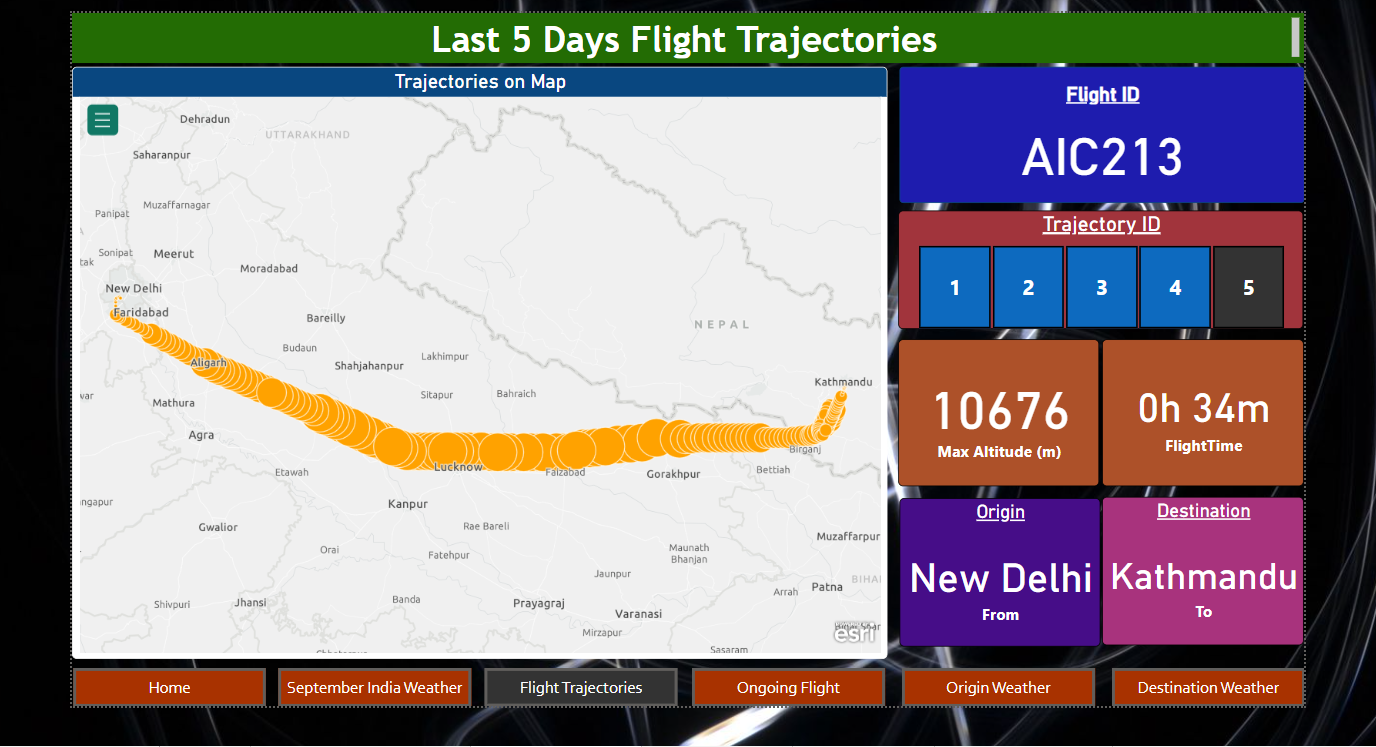 Last 5 Days Flight Trajectories
Trajectories on Map
Dehradun
UTTARAKHAND
Saharanpur
Panipat
Muzaffarnagar
Sonipat
Meerut
tak
Moradabad
New Delhi
Faridabad
Bareilly
NEPAL
Budaun
Lakhimpur
Aligarh
Shahjahanpur
Kathmandu
var
Mathura
Sitapur
Bahraich
Agra
Birganj
Etawah
Lucknow
Faizabad
Gorakhpur
Bettiah
ngapur
Kanpur
Gwalior
Rae Bareli
Muzaffarpur
Orai
Fatehpur
Maunath
Bhanjan
Jaunpur
Patna
BIHA
Arrah
Shivpuri
Jhansi
Banda
Prayagraj
Varanasi
Mirzapur
esri
Sasaram
Flight ID
AIC213
Trajectory ID
1 2 3 4 5
10676
Max Altitude (m)
0h 34m
FlightTime
Origin
New Delhi
From
Destination
Kathmandu
To
Home
September India Weather
Flight Trajectories
Ongoing Flight
Origin Weather
Destination Weather